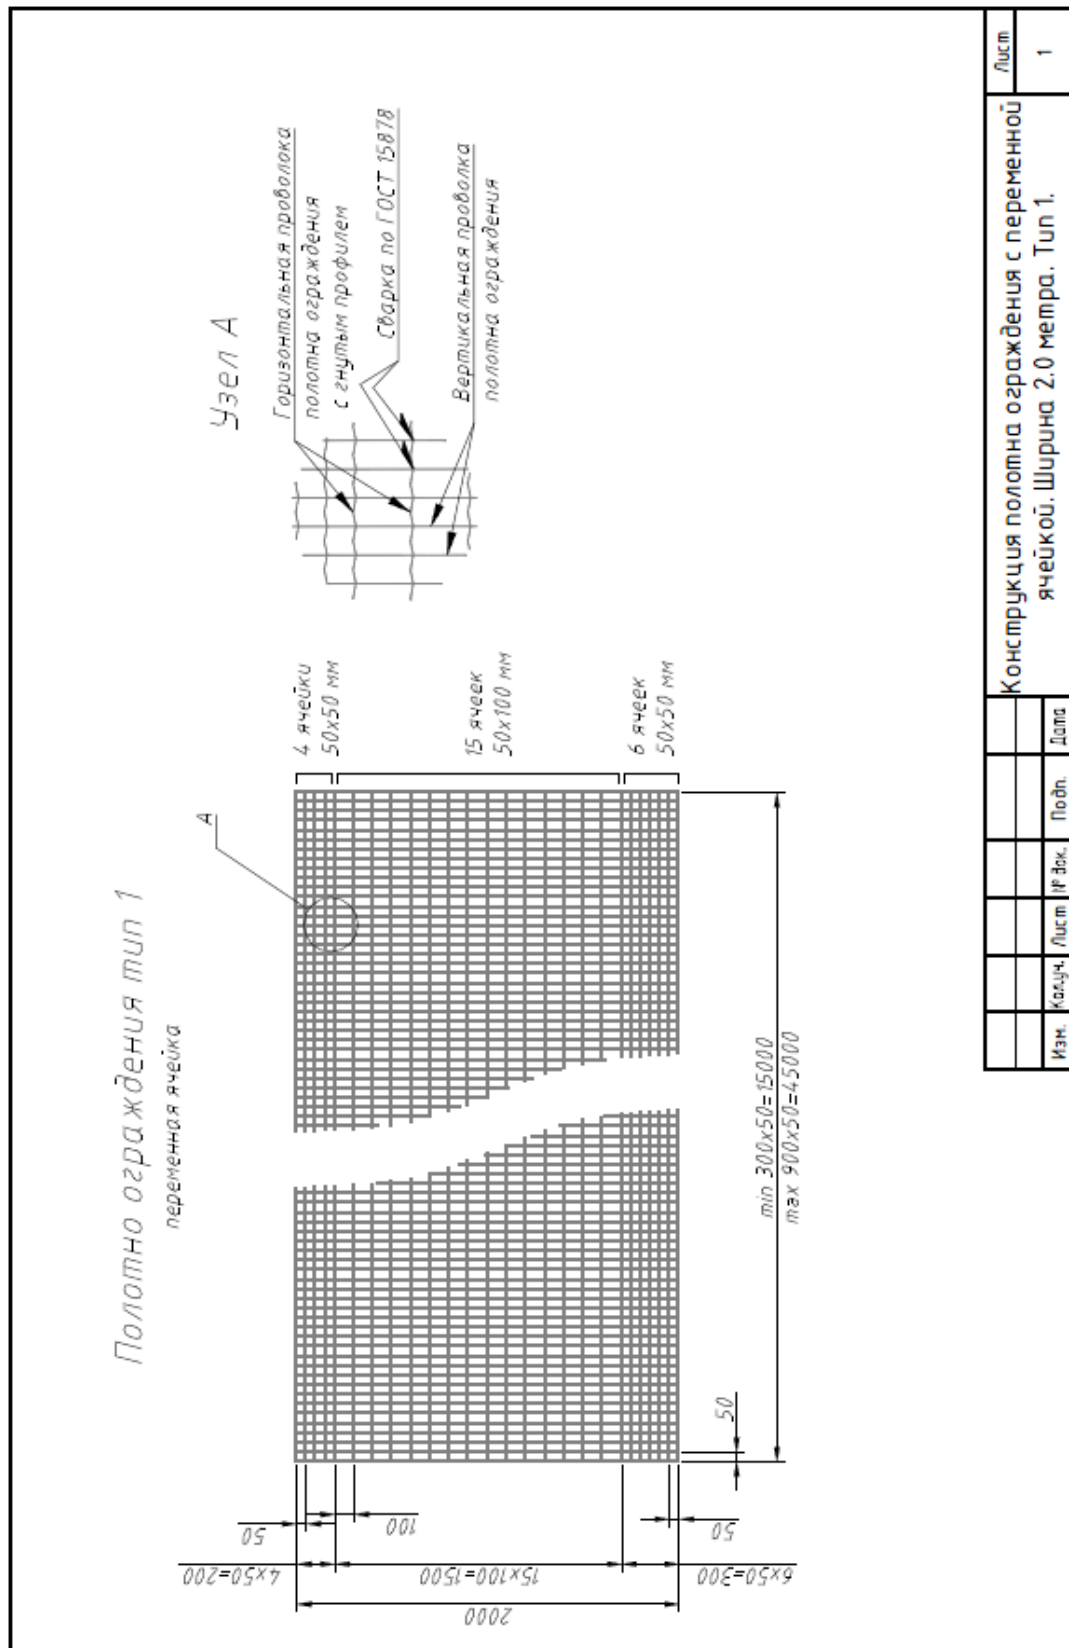 Полотно ограждения тип 1
переменная ячейка
А
4 ячейки
50х50 мм
15 ячеек
50х100 мм
6 ячеек
50х50 мм
50
100
50
4х50=200
15х100=1500
6х50=300
2000
50
min 300х50=15000
max 900х50=45000
Узел А
Горизонтальная проволока
полотна ограждения
с гнутым профилем
Сварка по ГОСТ 15878
Вертикальная проволка
полотна ограждения
Изм. Кол.уч. Лист № док. Подп. Дата
Конструкция полотна ограждения с переменной
ячейкой. Ширина 2.0 метра. Тип 1.
Лист
1